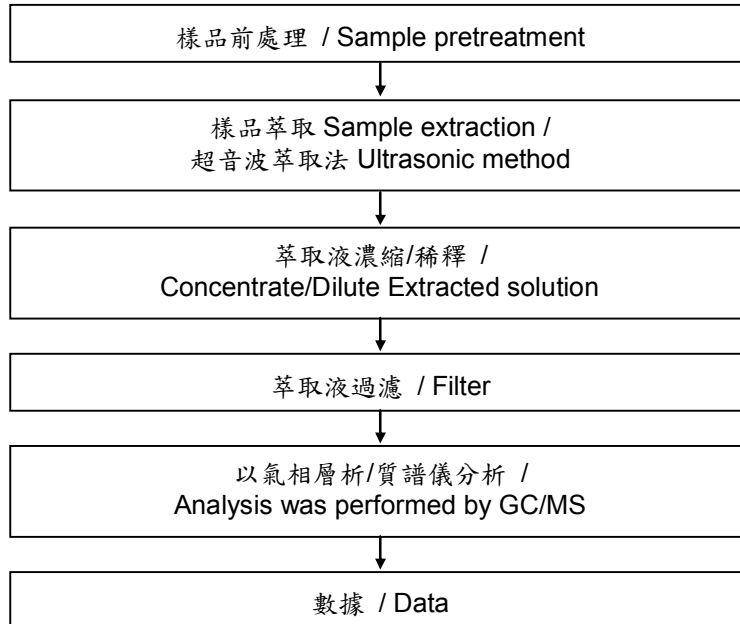 樣品前處理 / Sample pretreatment
樣品萃取 Sample extraction /
超音波萃取法 Ultrasonic method
萃取液濃縮/稀釋 /
Concentrate/Dilute Extracted solution
萃取液過濾 / Filter
以氣相層析/質譜儀分析 /
Analysis was performed by GC/MS
數據 / Data